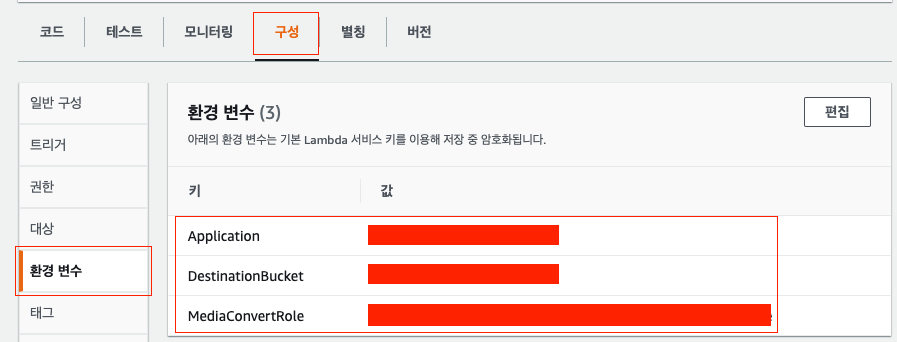 코드 테스트 모니터링 구성 별칭 버전
일반 구성
트리거
권한
대상
환경 변수
태그
환경 변수 (3)
편집
아래의 환경 변수는 기본 Lambda 서비스 키를 이용해 저장 중 암호화됩니다.
키 값
Application
DestinationBucket
MediaConvertRole